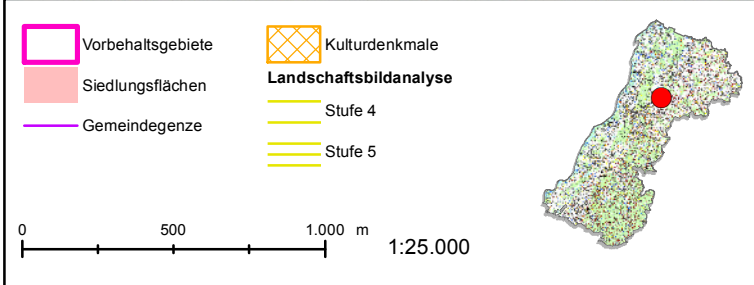 Vorbehaltsgebiete
Siedlungsflächen
Gemeindegenze
Kulturdenkmale
Landschaftsbildanalyse
Stufe 4
Stufe 5
0 500 1.000 m
1:25.000